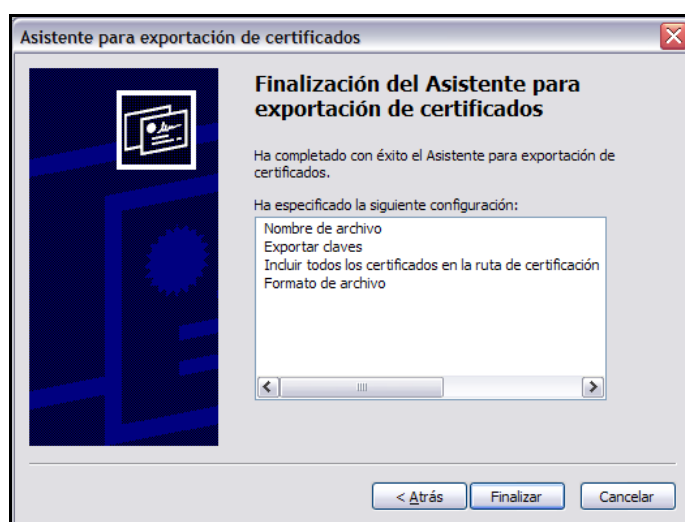 Asistente para exportación de certificados
Finalización del Asistente para
exportación de certificados
Ha completado con éxito el Asistente para exportación de
certificados.
Ha especificado la siguiente configuración:
Nombre de archivo
Exportar claves
Incluir todos los certificados en la ruta de certificación
Formato de archivo
< Atrás
Finalizar
Cancelar